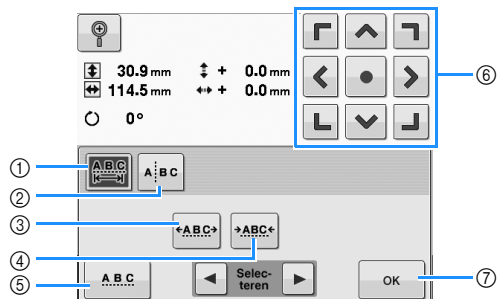 30.9 mm + 0.0 mm
114.5 mm + 0.0 mm
0°
⑥
① ABC A BC
②
③ ABC ABC
④
⑤ A B C Selec-
teren OK ⑦